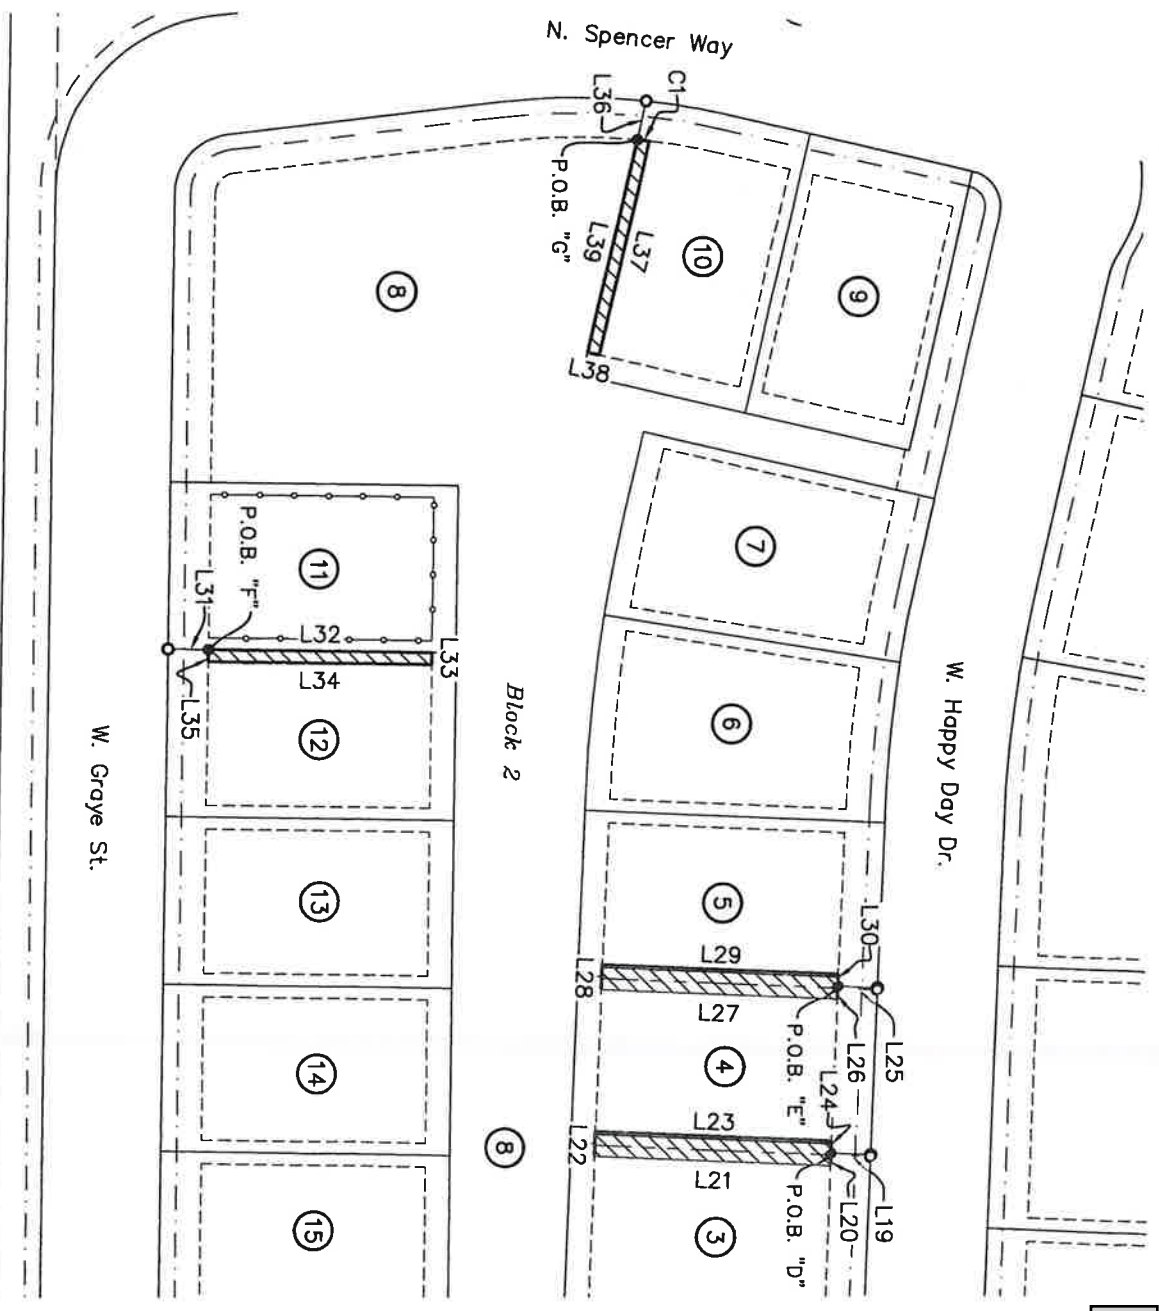 N. Spencer Way
C1
L36
P.O.B. "G"
L37
L39
L38
10
9
8
7
11
P.O.B. "F"
L31
L32
L33
L34
L35
12
Block 2
6
W. Happy Day Dr.
W. Graye St.
13
5
L30
L29
L28
L27
P.O.B. "E"
L26
L25
14
4
L24
L23
L22
L21
L20
L19
P.O.B. "D"
8
15
3